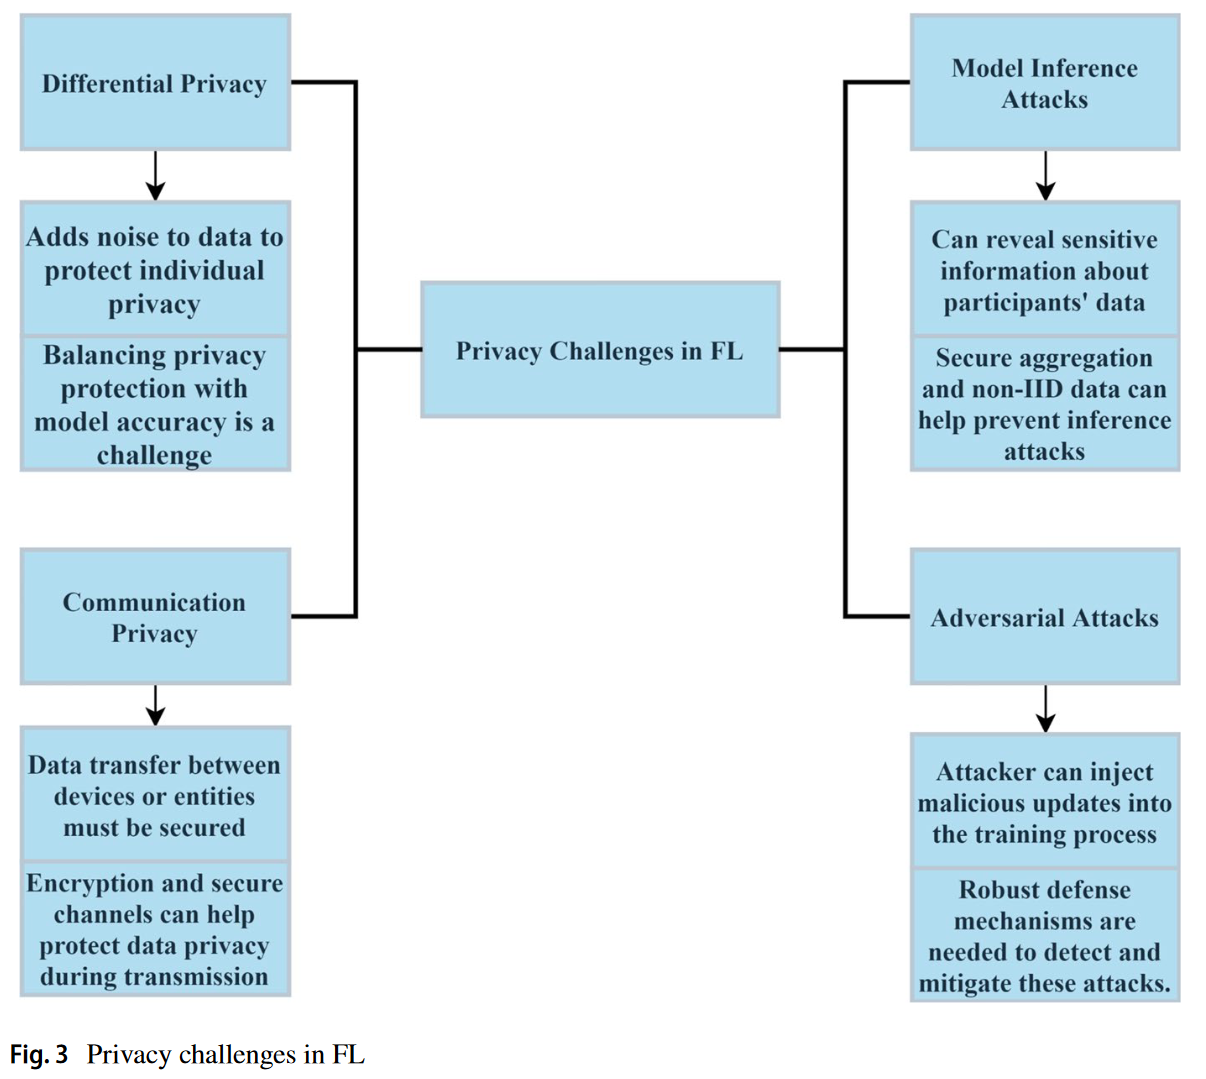 Differential Privacy
Adds noise to data to
protect individual
privacy
Balancing privacy
protection with
model accuracy is a
challenge
Communication
Privacy
Data transfer between
devices or entities
must be secured
Encryption and secure
channels can help
protect data privacy
during transmission
Privacy Challenges in FL
Model Inference
Attacks
Can reveal sensitive
information about
participants' data
Secure aggregation
and non-IID data can
help prevent inference
attacks
Adversarial Attacks
Attacker can inject
malicious updates into
the training process
Robust defense
mechanisms are
needed to detect and
mitigate these attacks.
Fig. 3 Privacy challenges in FL